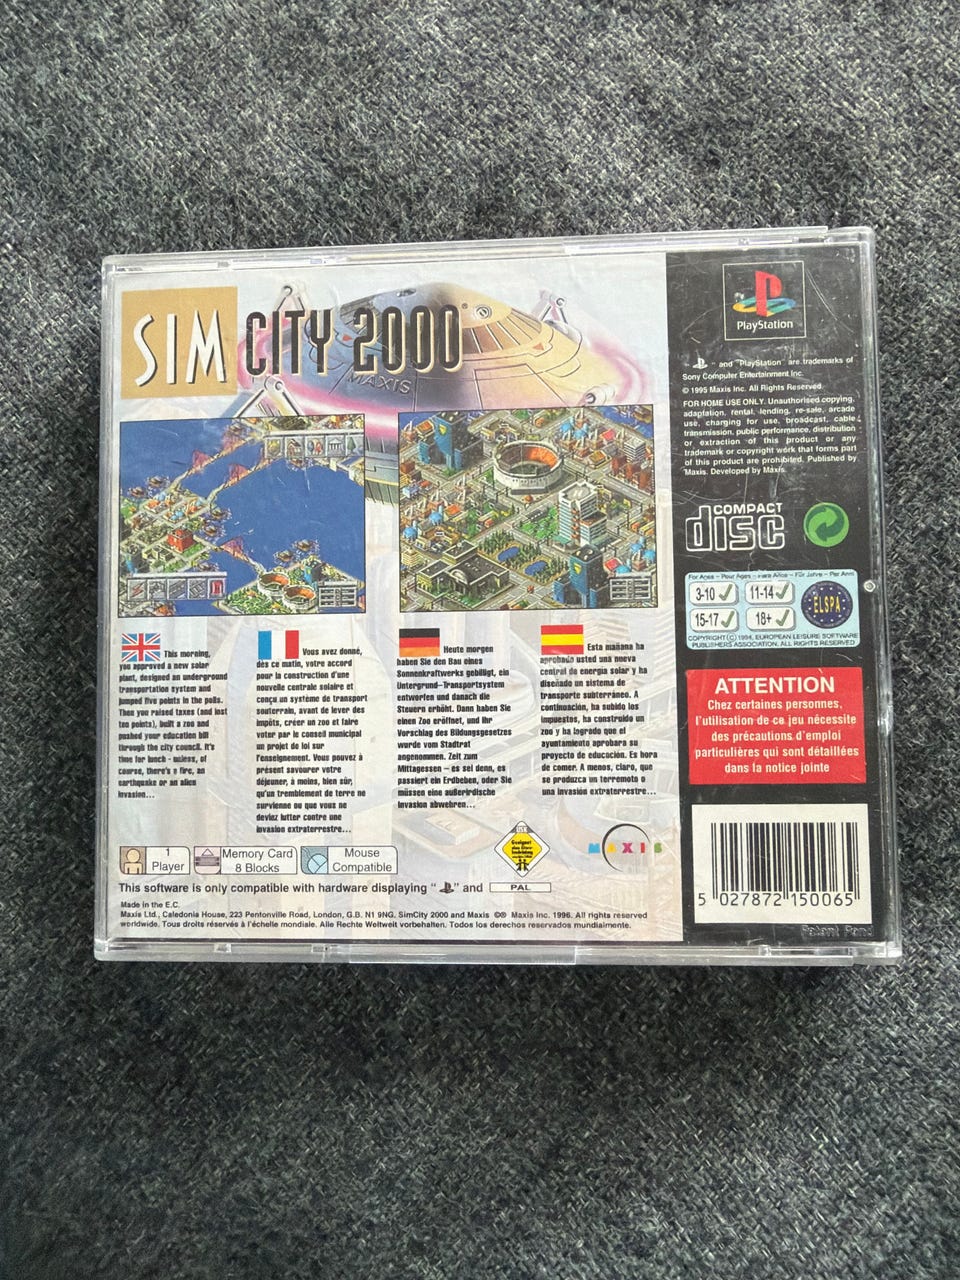 SIM CITY 2000
MAXIS
This morning,
you approved a new solar
plant, designed an underground
transportation system and
jumped five points in the polls.
Then you raised taxes (and lost
ten points), built a zoo and
pushed your education bill
through the city council. It's
time for lunch - unless, of
course, there's a fire, an
earthquake or an alien
invasion...
Vous avez donné,
dès ce matin, votre accord
pour la construction d'une
nouvelle centrale solaire et
conçu un système de transport
souterrain, avant de lever des
impôts, créer un zoo et faire
voter par le conseil municipal
un projet de loi sur
l'enseignement. Vous pouvez à
présent savourer votre
déjeuner, à moins, bien sûr,
qu'un tremblement de terre ne
survienne ou que vous ne
deviez lutter contre une
invasion extraterrestre...
Heute morgen
haben Sie den Bau eines
Sonnenkraftwerks gebilligt, ein
Untergrund-Transportsystem
entworfen und danach die
Steuern erhöht. Dann haben Sie
einen Zoo eröffnet, und Ihr
Vorschlag des Bildungsgesetzes
wurde vom Stadtrat
angenommen. Zeit zum
Mittagessen - es sei denn, es
passiert ein Erdbeben, oder Sie
müssen eine außerirdische
Invasion abwehren...
Esta mañana ha
aprobado usted una nueva
central de energía solar y ha
diseñado un sistema de
transporte subterráneo. A
continuación, ha subido los
impuestos, ha construido un
zoo y ha logrado que el
ayuntamiento aprobara su
proyecto de educación. Es hora
de comer. A menos, claro, que
se produzca un terremoto o
una invasión extraterrestre...
1
Player
Memory Card
8 Blocks
Mouse
Compatible
USK
Geeignet
MAXIS
This software is only compatible with hardware displaying " " and PAL
Made in the E.C.
Maxis Ltd., Caledonia House, 223 Pentonville Road, London, G.B. N1 9NG. SimCity 2000 and Maxis ©® Maxis Inc. 1996. All rights reserved
worldwide. Tous droits réservés à l'échelle mondiale. Alle Rechte Weltweit vorbehalten. Todos los derechos reservados mundialmente.
PlayStation
" " and "PlayStation" are trademarks of
Sony Computer Entertainment Inc.
© 1995 Maxis Inc. All Rights Reserved.
FOR HOME USE ONLY. Unauthorised copying,
adaptation, rental, lending, re-sale, arcade
use, charging for use, broadcast, cable
transmission, public performance, distribution
or extraction of this product or any
trademark or copyright work that forms part
of this product are prohibited. Published by
Maxis. Developed by Maxis.
COMPACT
disc
For Ages - Pour Ages - Para Años - Für Jahre - Per Anni
3-10 ✓ 11-14 ✓
15-17 ✓ 18+ ✓
ELSPA
COPYRIGHT (C) 1994, EUROPEAN LEISURE SOFTWARE
PUBLISHERS ASSOCIATION, ALL RIGHTS RESERVED
ATTENTION
Chez certaines personnes,
l'utilisation de ce jeu nécessite
des précautions d'emploi
particulières qui sont détaillées
dans la notice jointe
5 027872 150065
Patent Pend